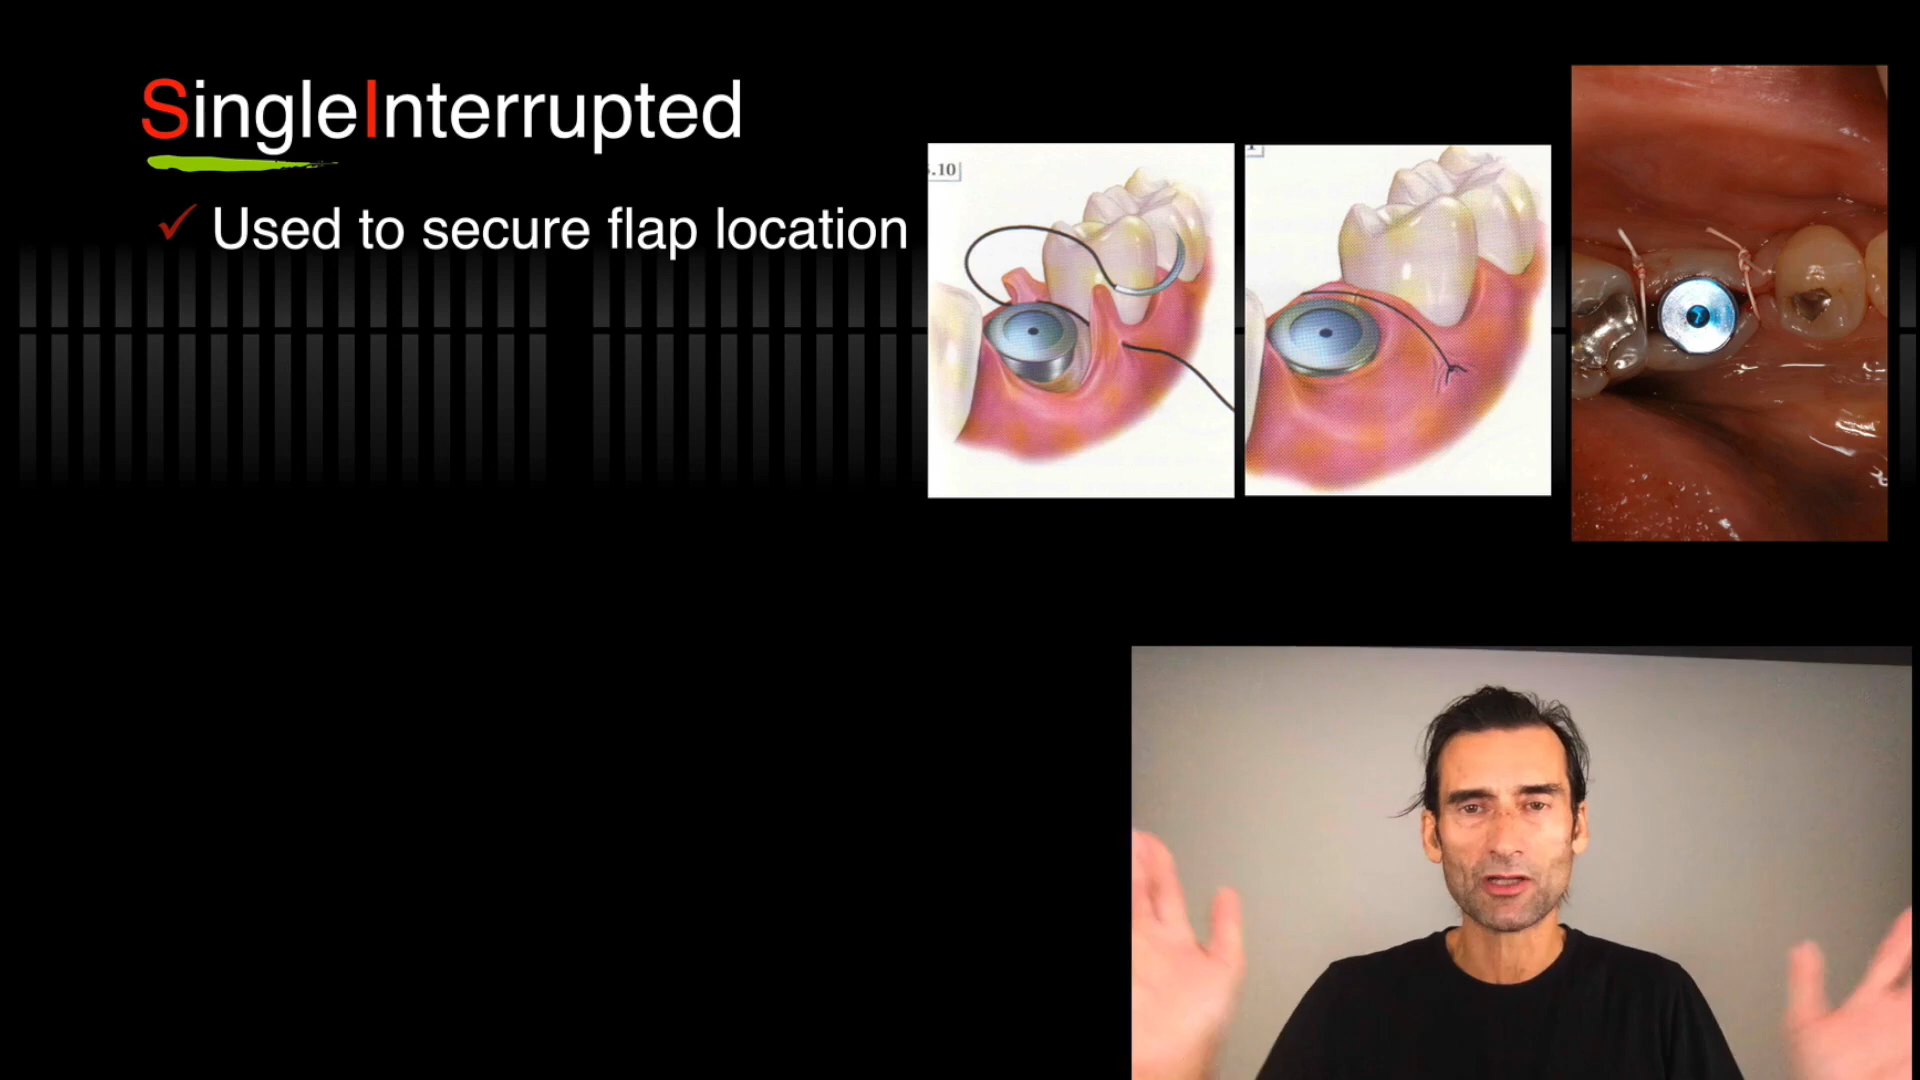 SingleInterrupted
✓ Used to secure flap location
.10